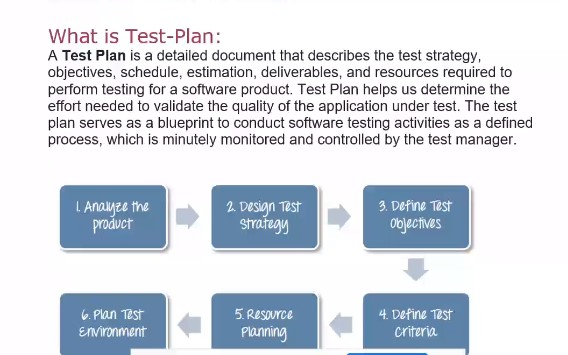 What is Test-Plan:
A Test Plan is a detailed document that describes the test strategy,
objectives, schedule, estimation, deliverables, and resources required to
perform testing for a software product. Test Plan helps us determine the
effort needed to validate the quality of the application under test. The test
plan serves as a blueprint to conduct software testing activities as a defined
process, which is minutely monitored and controlled by the test manager.
1. Analyze the
product
2. Design Test
Strategy
3. Define Test
Objectives
4. Define Test
Criteria
5. Resource
Planning
6. Plan Test
Environment